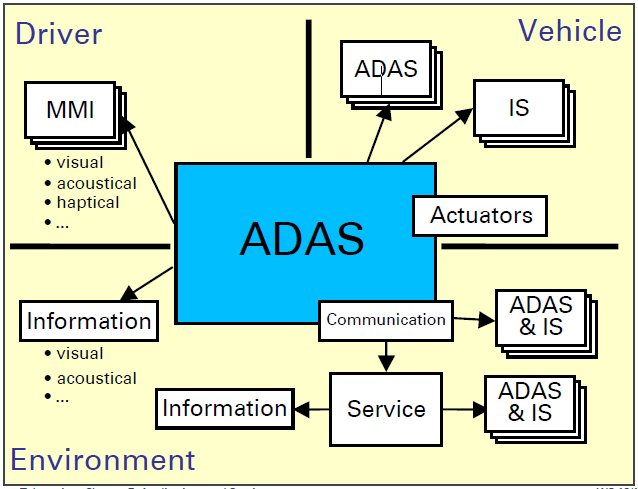 Driver
Vehicle
ADAS
IS
MMI
• visual
• acoustical
• haptical
• ...
ADAS
Actuators
Information
• visual
• acoustical
• ...
Communication
ADAS
& IS
Information
Service
ADAS
& IS
Environment